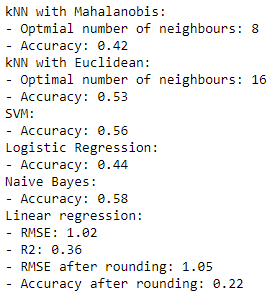 kNN with Mahalanobis:
- Optmial number of neighbours: 8
- Accuracy: 0.42
kNN with Euclidean:
- Optimal number of neighbours: 16
- Accuracy: 0.53
SVM:
- Accuracy: 0.56
Logistic Regression:
- Accuracy: 0.44
Naive Bayes:
- Accuracy: 0.58
Linear regression:
- RMSE: 1.02
- R2: 0.36
- RMSE after rounding: 1.05
- Accuracy after rounding: 0.22